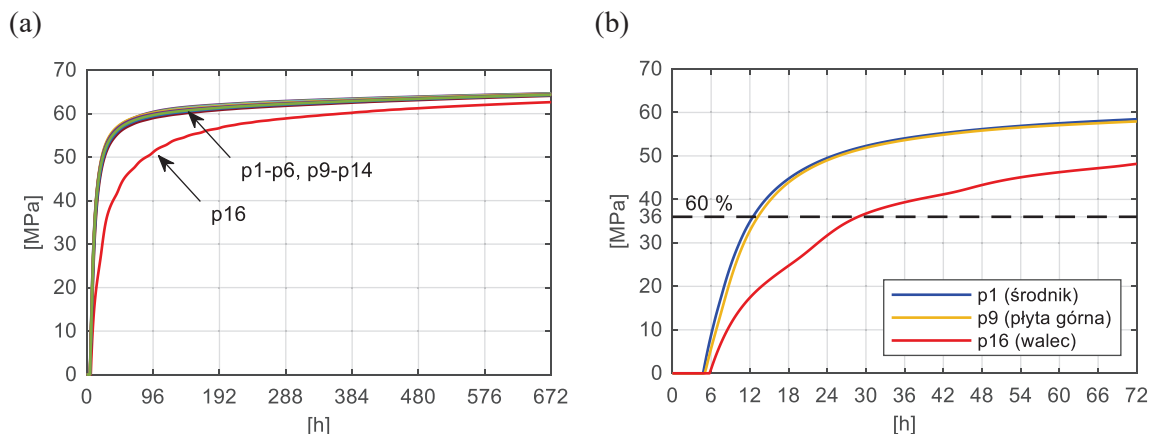 (a)
70
60
50
40
30
20
10
0
[MPa]
p1-p6, p9-p14
p16
0 96 192 288 384 480 576 672
[h]
(b)
70
60
50
40
36
30
20
10
0
[MPa]
60 %
p1 (środnik)
p9 (płyta górna)
p16 (walec)
0 6 12 18 24 30 36 42 48 54 60 66 72
[h]